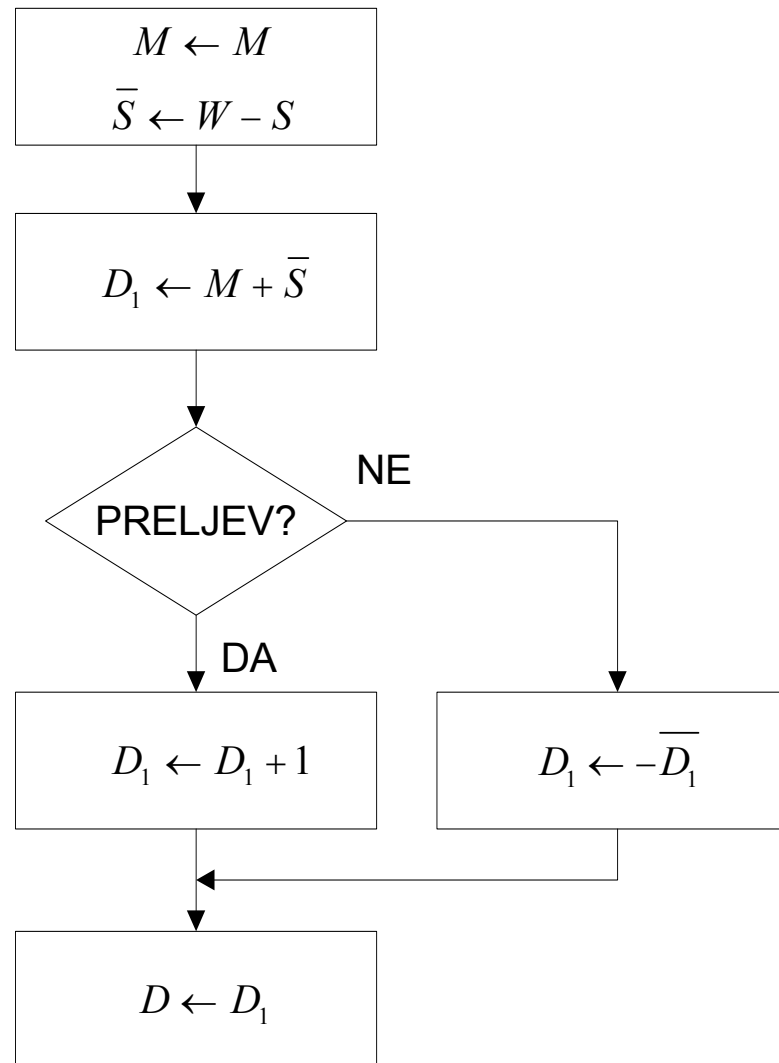 M ← M
S̅ ← W − S
D₁ ← M + S̅
PRELJEV?
NE
DA
D₁ ← D₁ + 1
D₁ ← −D̅₁̅
D ← D₁